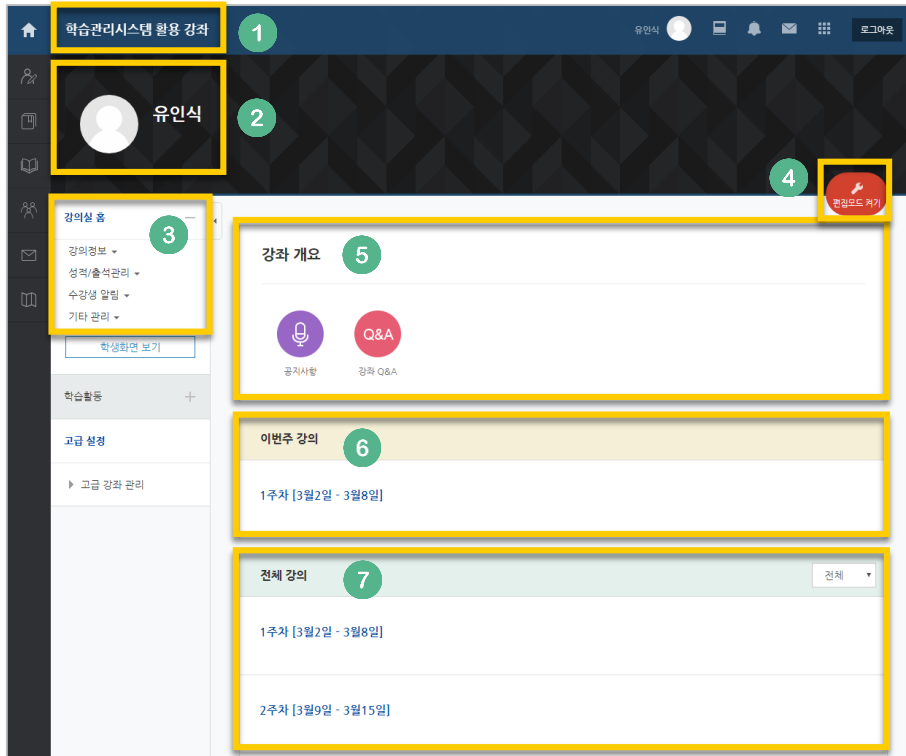 학습관리시스템 활용 강좌
1
유인식
로그아웃
유인식
2
4
편집모드 켜기
강의실 홈
3
강의정보
성적/출석관리
수강생 알림
기타 관리
학생화면 보기
학습활동
고급 설정
고급 강좌 관리
강좌 개요
5
Q&A
공지사항
강좌 Q&A
이번주 강의
6
1주차 [3월2일 - 3월8일]
전체 강의
7
전체
1주차 [3월2일 - 3월8일]
2주차 [3월9일 - 3월15일]